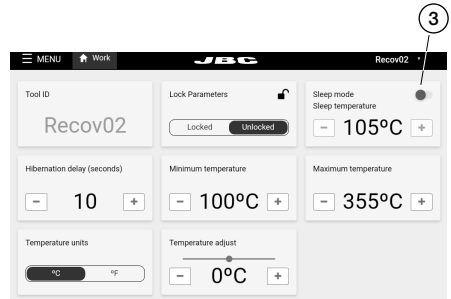 3
MENU Work JBC Recov02
Tool ID
Recov02
Lock Parameters
Locked Unlocked
Sleep mode
Sleep temperature
- 105ºC +
Hibernation delay (seconds)
- 10 +
Minimum temperature
- 100ºC +
Maximum temperature
- 355ºC +
Temperature units
ºC ºF
Temperature adjust
- 0ºC +